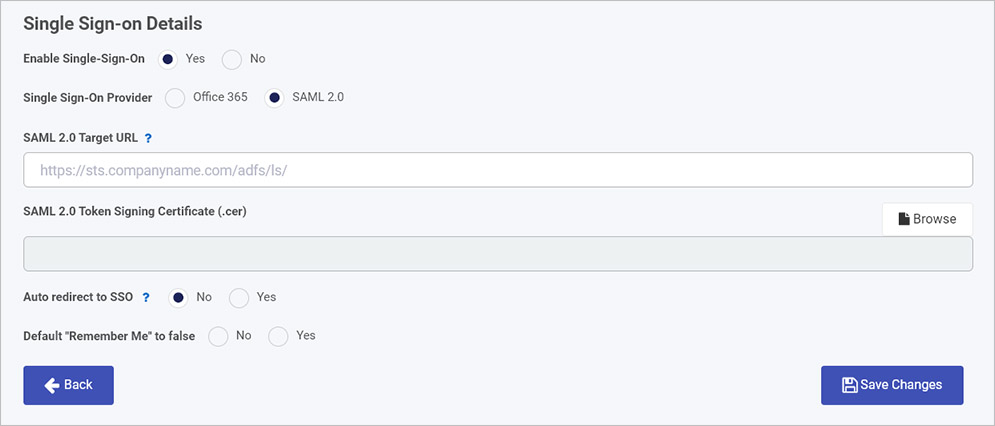 Single Sign-on Details
Enable Single-Sign-On Yes No
Single Sign-On Provider Office 365 SAML 2.0
SAML 2.0 Target URL ?
https://sts.companyname.com/adfs/ls/
SAML 2.0 Token Signing Certificate (.cer)
Browse
Auto redirect to SSO ? No Yes
Default "Remember Me" to false No Yes
Back Save Changes